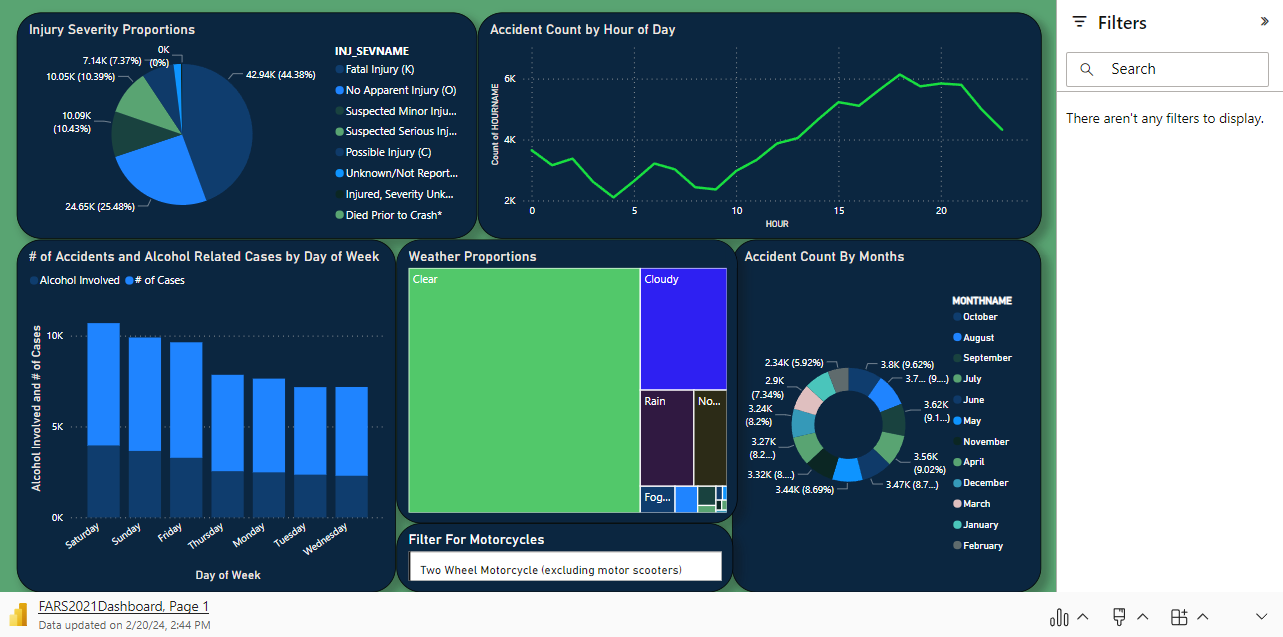 Injury Severity Proportions
0K
(0%)
7.14K (7.37%)
10.05K (10.39%)
10.09K
(10.43%)
24.65K (25.48%)
42.94K (44.38%)
INJ_SEVNAME
Fatal Injury (K)
No Apparent Injury (O)
Suspected Minor Inju...
Suspected Serious Inj...
Possible Injury (C)
Unknown/Not Report...
Injured, Severity Unk...
Died Prior to Crash*
Accident Count by Hour of Day
Count of HOURNAME
6K
4K
2K
0
5
10
15
20
HOUR
# of Accidents and Alcohol Related Cases by Day of Week
Alcohol Involved
# of Cases
Alcohol Involved and # of Cases
10K
5K
0K
Saturday
Sunday
Friday
Thursday
Monday
Tuesday
Wednesday
Day of Week
Weather Proportions
Clear
Cloudy
Rain
No...
Fog...
Filter For Motorcycles
Two Wheel Motorcycle (excluding motor scooters)
Accident Count By Months
2.34K (5.92%)
2.9K
(7.34%)
3.24K
(8.2%)
3.27K
(8.2...)
3.32K (8....)
3.44K (8.69%)
3.47K (8.7...)
3.56K
(9.02%)
3.62K
(9.1...)
3.7... (9....)
3.8K (9.62%)
MONTHNAME
October
August
September
July
June
May
November
April
December
March
January
February
Filters
Search
There aren't any filters to display.
FARS2021Dashboard, Page 1
Data updated on 2/20/24, 2:44 PM